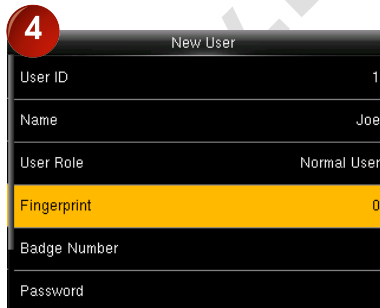 4
New User
User ID 1
Name Joe
User Role Normal User
Fingerprint 0
Badge Number
Password